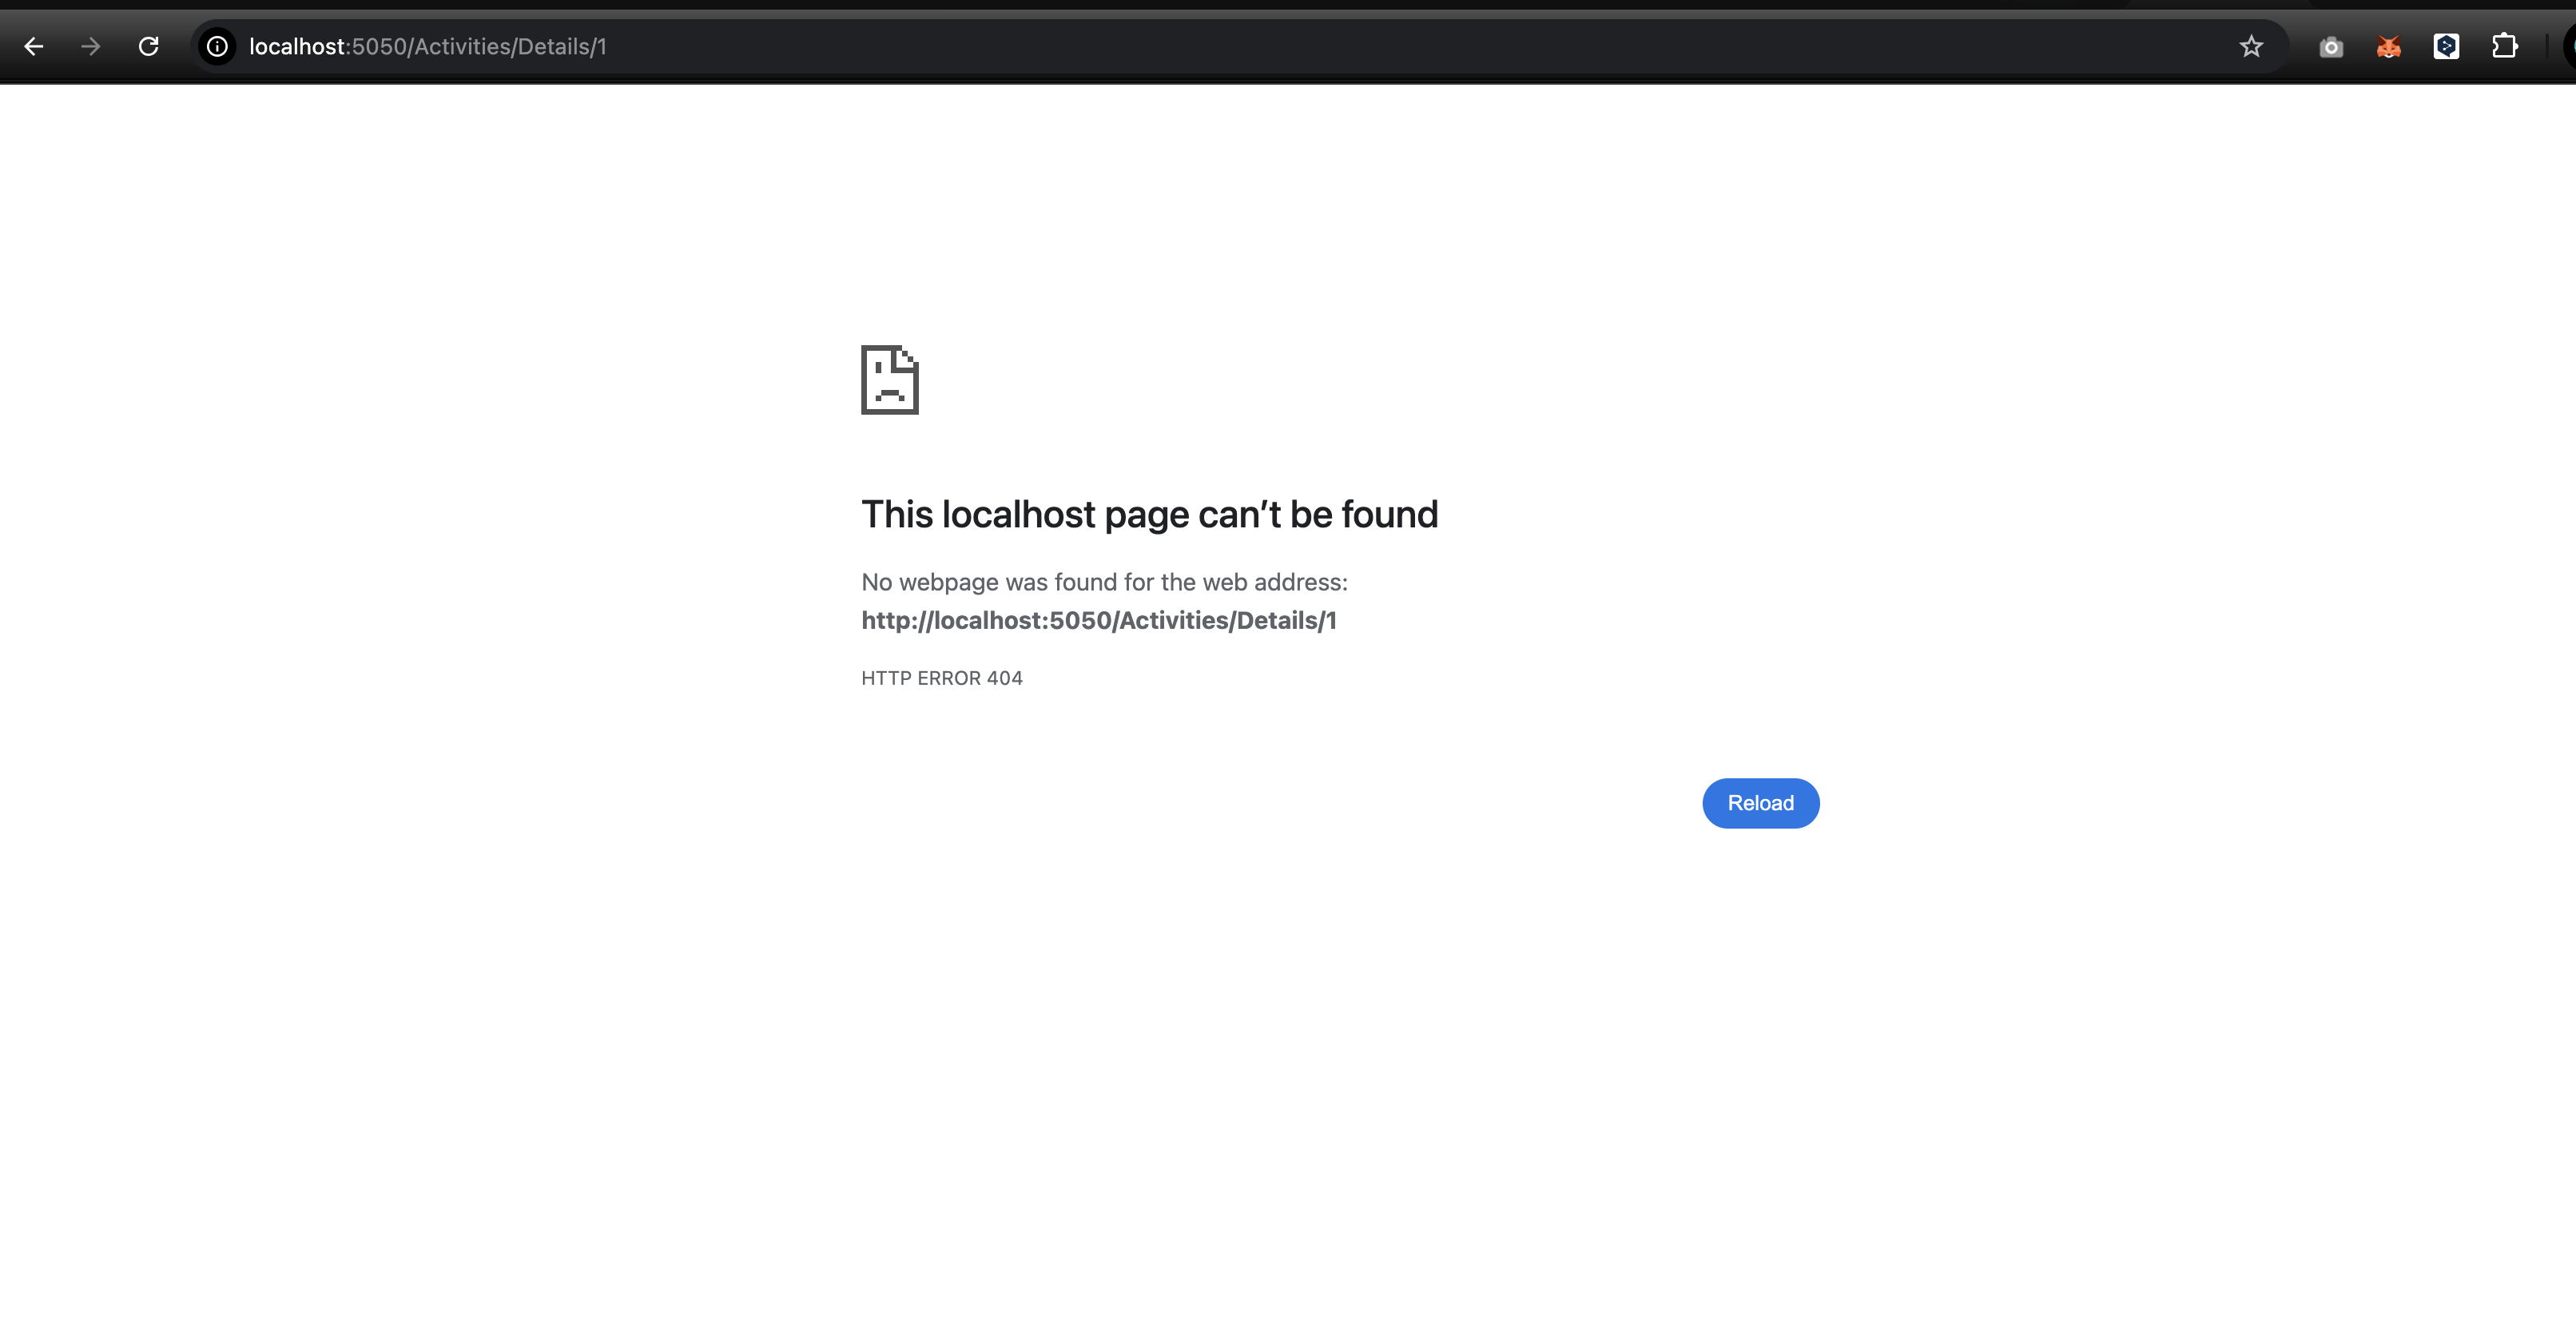 localhost:5050/Activities/Details/1
This localhost page can’t be found
No webpage was found for the web address:
http://localhost:5050/Activities/Details/1
HTTP ERROR 404
Reload